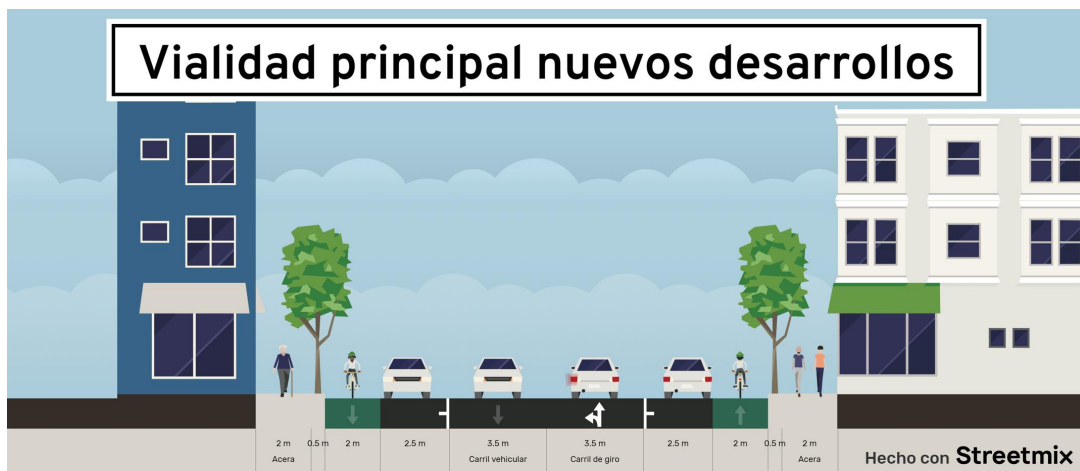 Vialidad principal nuevos desarrollos
2 m 0.5 m 2 m 2.5 m 3.5 m 3.5 m 2.5 m 2 m 0.5 m 2 m
Acera Carril vehicular Carril de giro Acera
Hecho con Streetmix